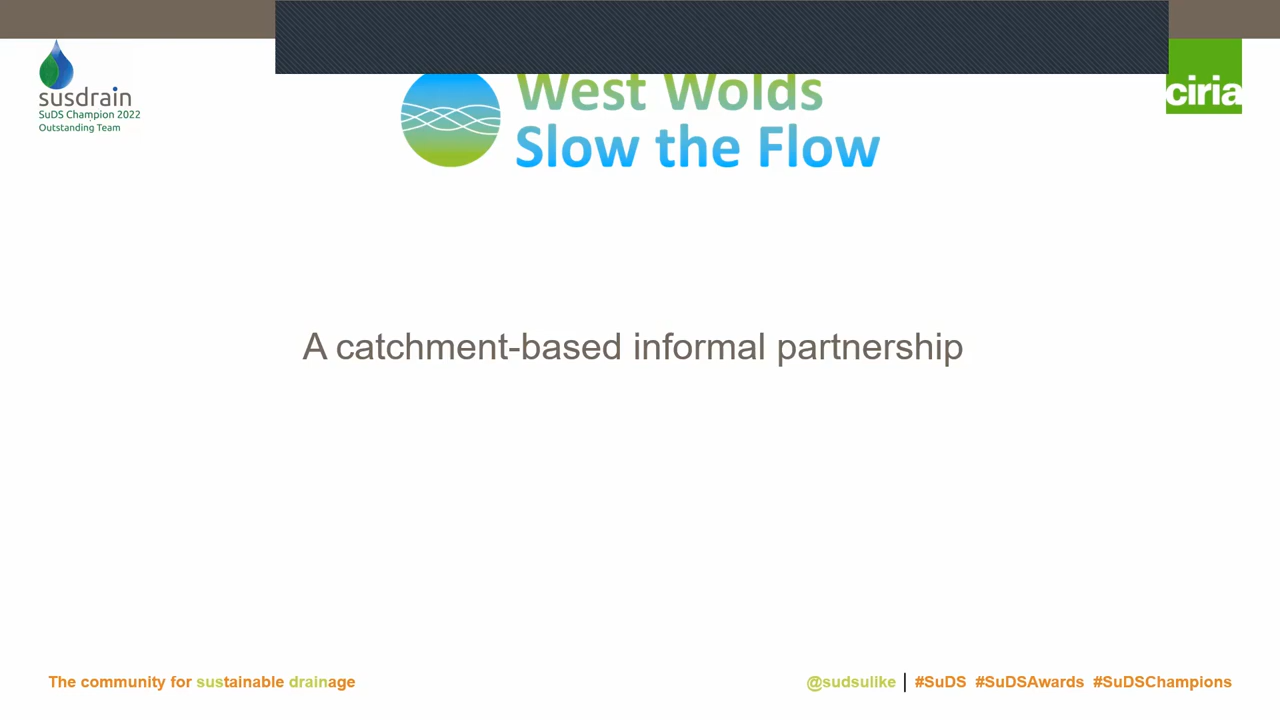 susdrain
SuDS Champion 2022
Outstanding Team
West Wolds
Slow the Flow
ciria
A catchment-based informal partnership
The community for sustainable drainage
@sudsulike | #SuDS #SuDSAwards #SuDSChampions